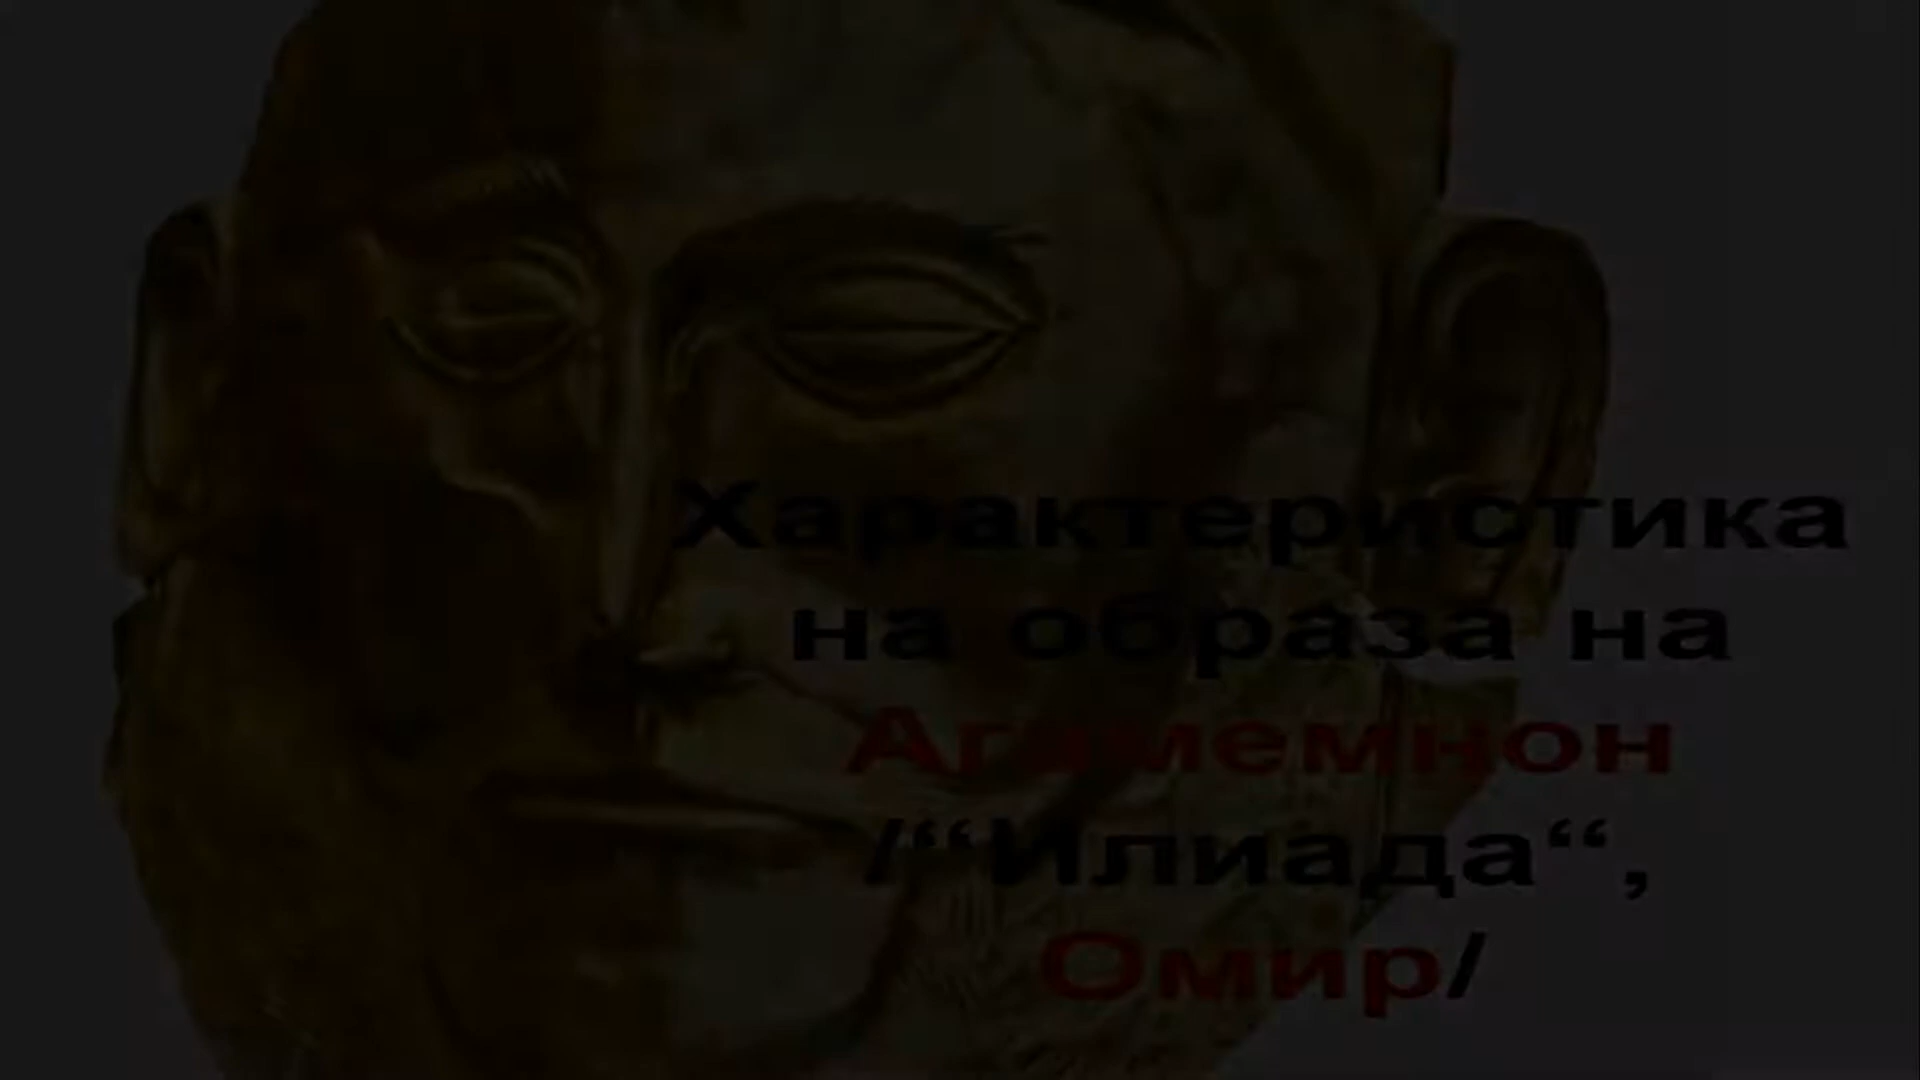 Характеристика
на образа на
Агамемнон
/“Илиада“,
Омир/